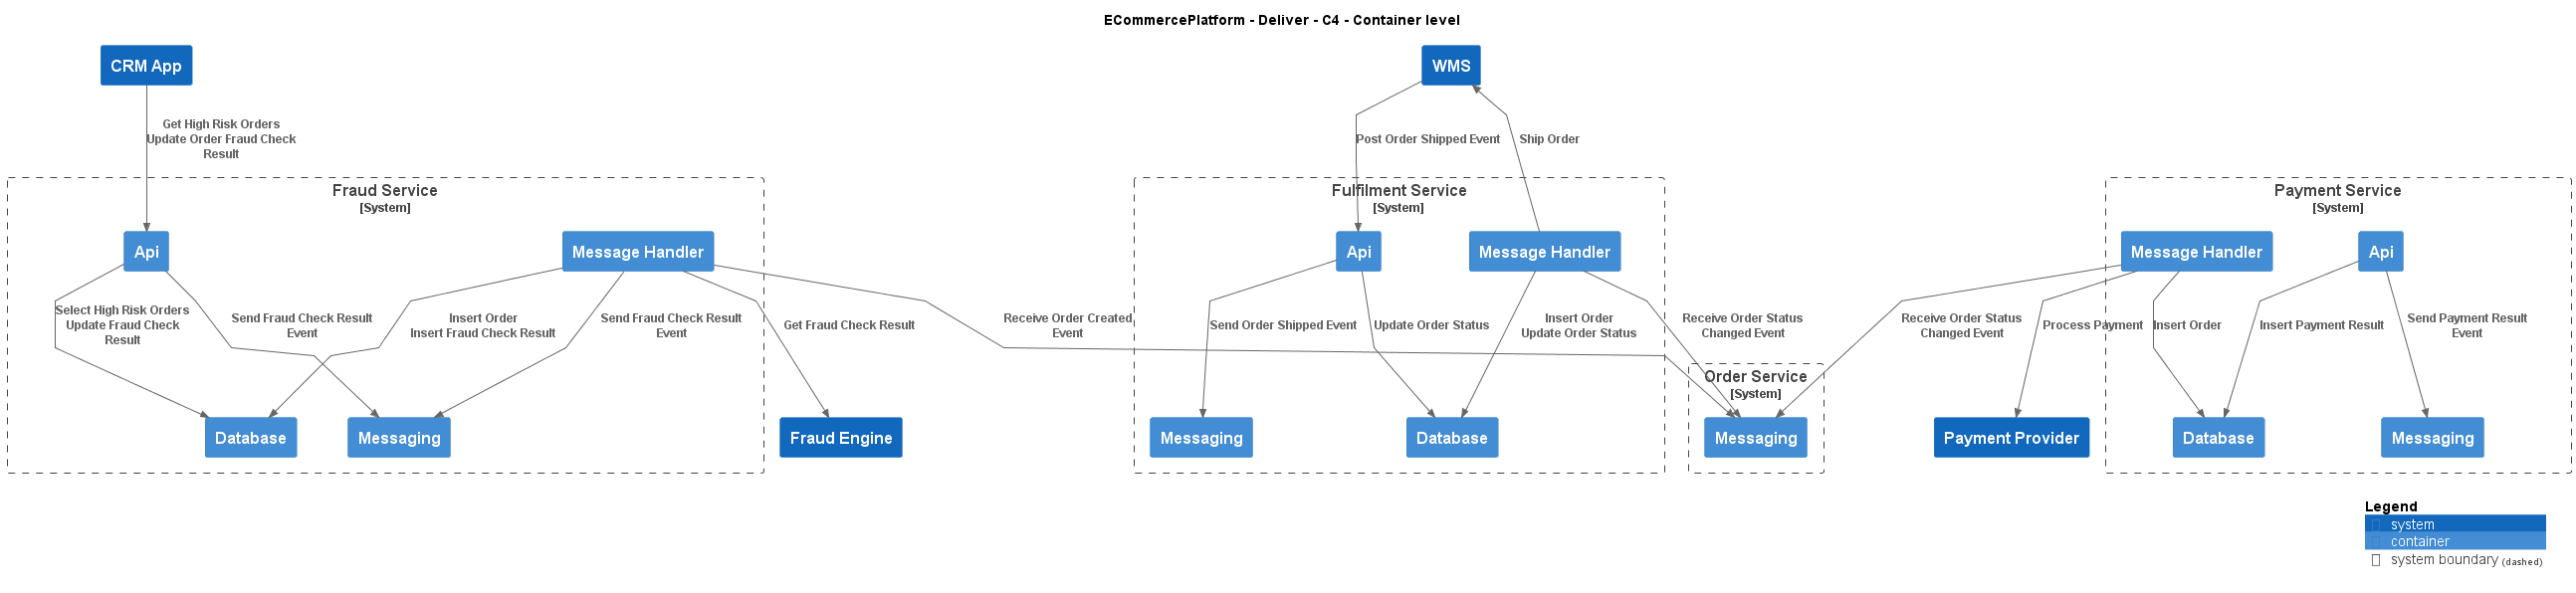 ECommercePlatform - Deliver - C4 - Container level
CRM App
WMS
Get High Risk Orders
Update Order Fraud Check
Result
Post Order Shipped Event
Ship Order
Fraud Service
[System]
Fulfilment Service
[System]
Payment Service
[System]
Api
Message Handler
Api
Message Handler
Message Handler
Api
Select High Risk Orders
Update Fraud Check
Result
Send Fraud Check Result
Event
Insert Order
Insert Fraud Check Result
Send Fraud Check Result
Event
Get Fraud Check Result
Receive Order Created
Event
Send Order Shipped Event
Update Order Status
Insert Order
Update Order Status
Receive Order Status
Changed Event
Receive Order Status
Changed Event
Process Payment
Insert Order
Insert Payment Result
Send Payment Result
Event
Order Service
[System]
Database
Messaging
Fraud Engine
Messaging
Database
Messaging
Payment Provider
Database
Messaging
Legend
system
container
system boundary (dashed)